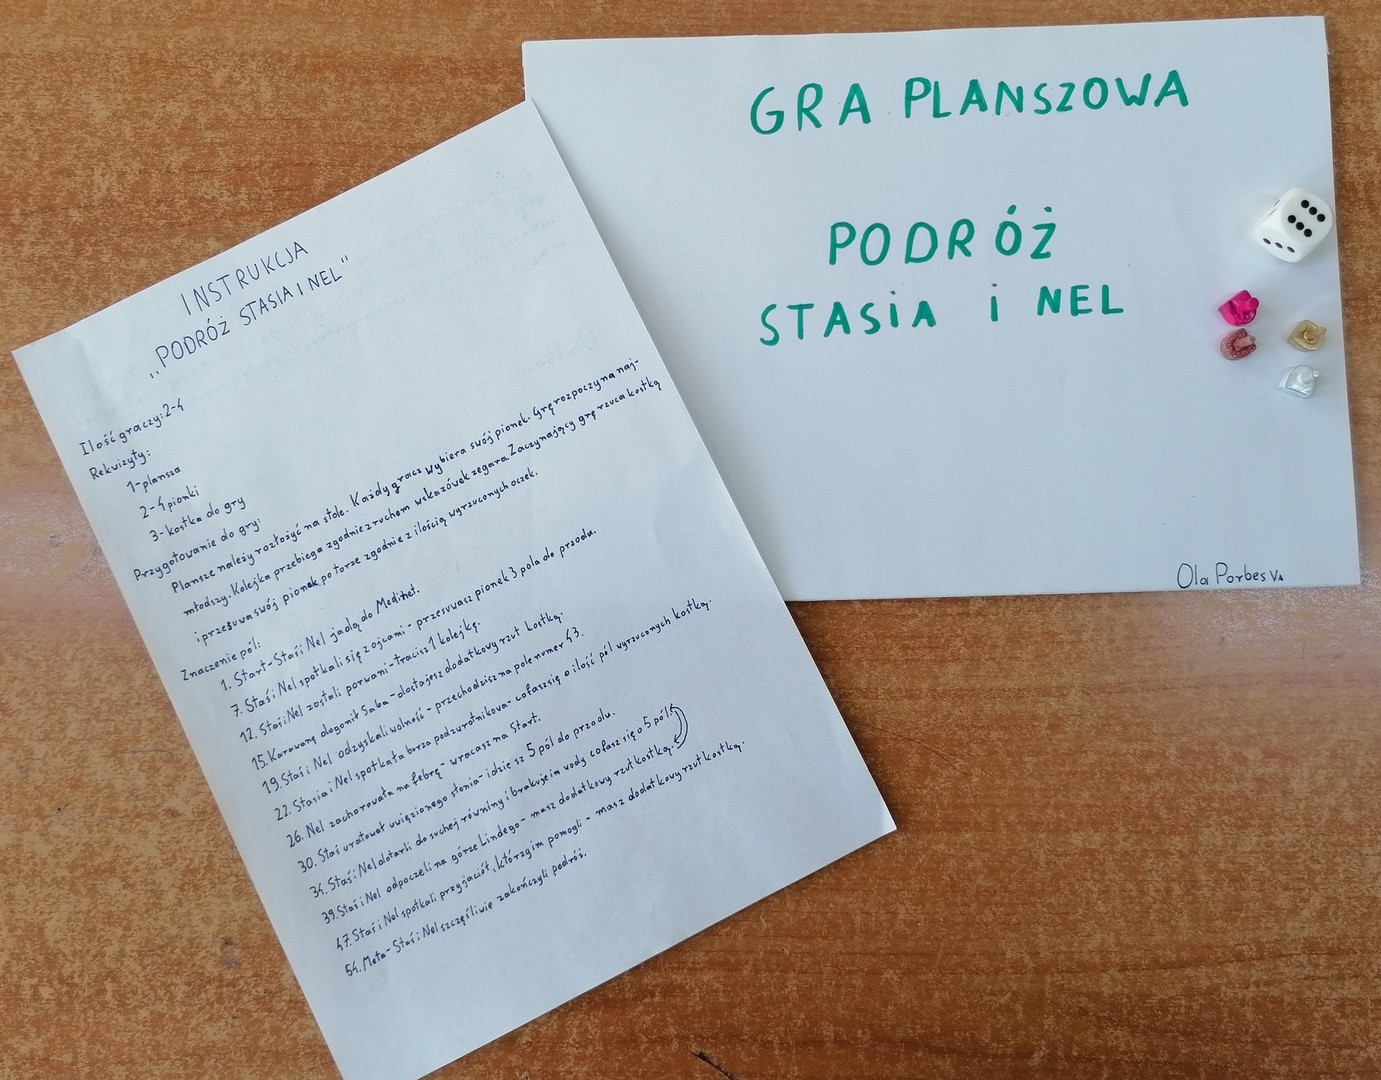 INSTRUKCJA
,,PODRÓŻ STASIA I NEL"
Ilość graczy: 2-4
Rekwizyty:
1-plansza
2-4 pionki
3-kostka do gry
Przygotowanie do gry:
Plansze należy rozłożyć na stole. Każdy gracz wybiera swój pionek. Grę rozpoczyna naj-
młodszy. Kolejka przebiega zgodnie z ruchem wskazówek zegara. Zaczynający grę rzuca kostką
i przesuwa swój pionek po torze zgodnie z ilością wyrzuconych oczek.
Znaczenie pól:
1. Start-Staś i Nel jadą do Medinet.
7. Staś i Nel spotkali się z ojcami - przesuwasz pionek 3 pola do przodu.
12. Staś i Nel zostali porwani-tracisz 1 kolejkę.
15. Karawanę dogonił Saba-dostajesz dodatkowy rzut kostką.
19. Staś i Nel odzyskali wolność - przechodzisz na pole numer 43.
22. Stasia i Nel spotkała burza podzwrotnikowa- cofasz się o ilość pól wyrzuconych kostką.
26. Nel zachorowała na febrę - wracasz na Start.
30. Staś uratował uwięzionego słonia- idziesz 5 pól do przodu.
34. Staś i Nel dotarli do suchej równiny i brakuje im wody cofasz się o 5 pól.
39. Staś i Nel odpoczeli na górze Lindego - masz dodatkowy rzut kostką.
47. Staś i Nel spotkali przyjaciół, którzy im pomogli - masz dodatkowy rzut kostką.
54. Meta- Staś i Nel szczęśliwie zakończyli podróż.
GRA PLANSZOWA
PODRÓŻ
STASIA i NEL
Ola Porbes Va